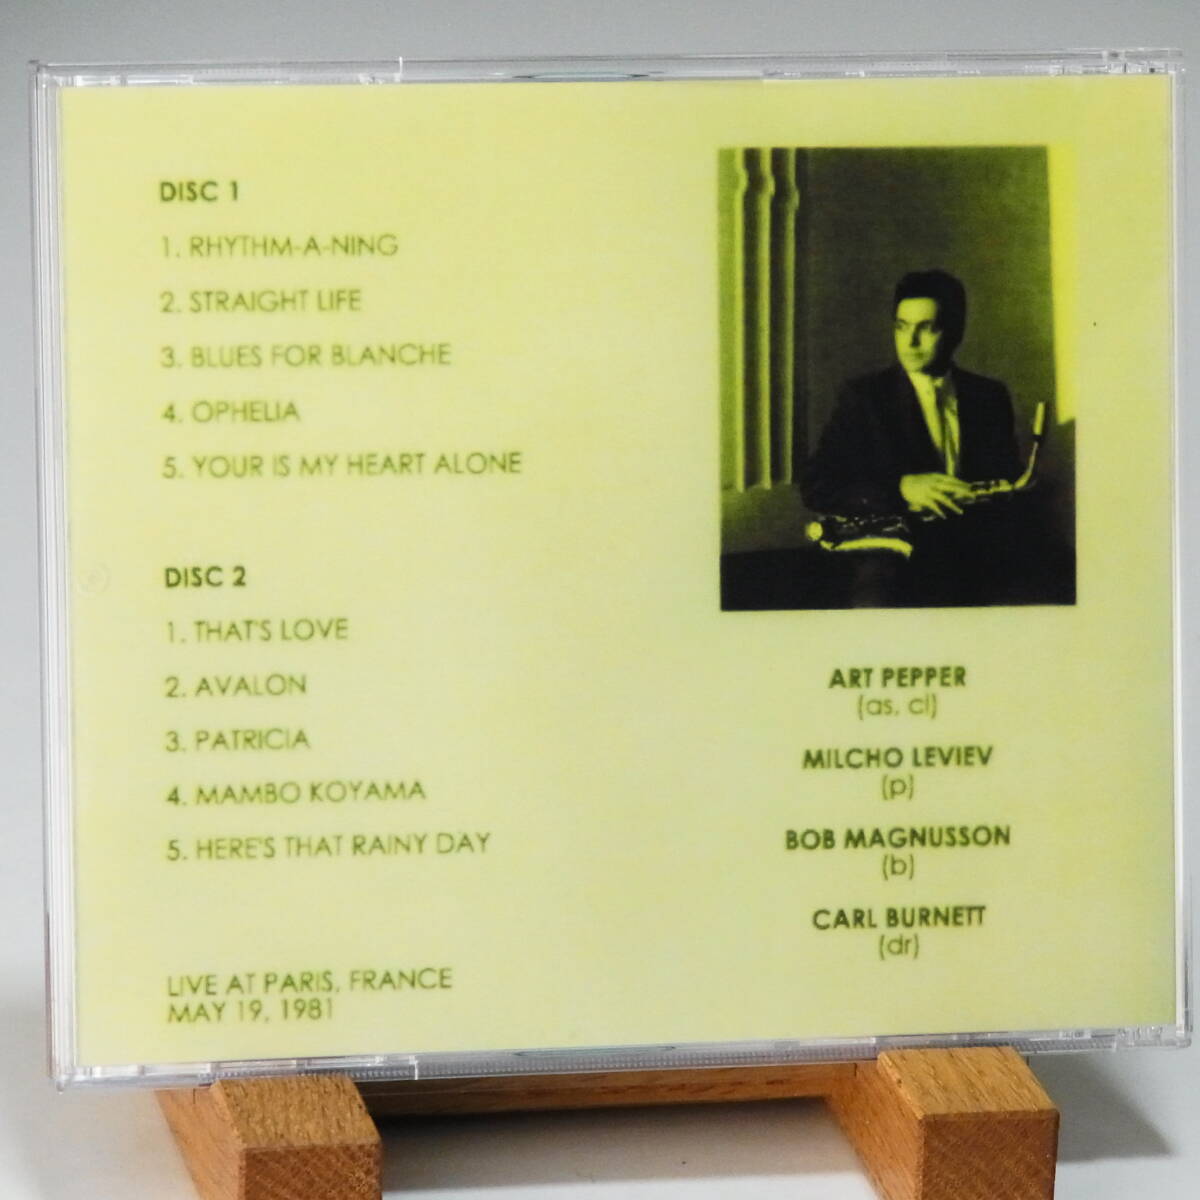 DISC 1
1. RHYTHM-A-NING
2. STRAIGHT LIFE
3. BLUES FOR BLANCHE
4. OPHELIA
5. YOUR IS MY HEART ALONE
DISC 2
1. THAT'S LOVE
2. AVALON
3. PATRICIA
4. MAMBO KOYAMA
5. HERE'S THAT RAINY DAY
LIVE AT PARIS, FRANCE
MAY 19, 1981
ART PEPPER
(as, cl)
MILCHO LEVIEV
(p)
BOB MAGNUSSON
(b)
CARL BURNETT
(dr)